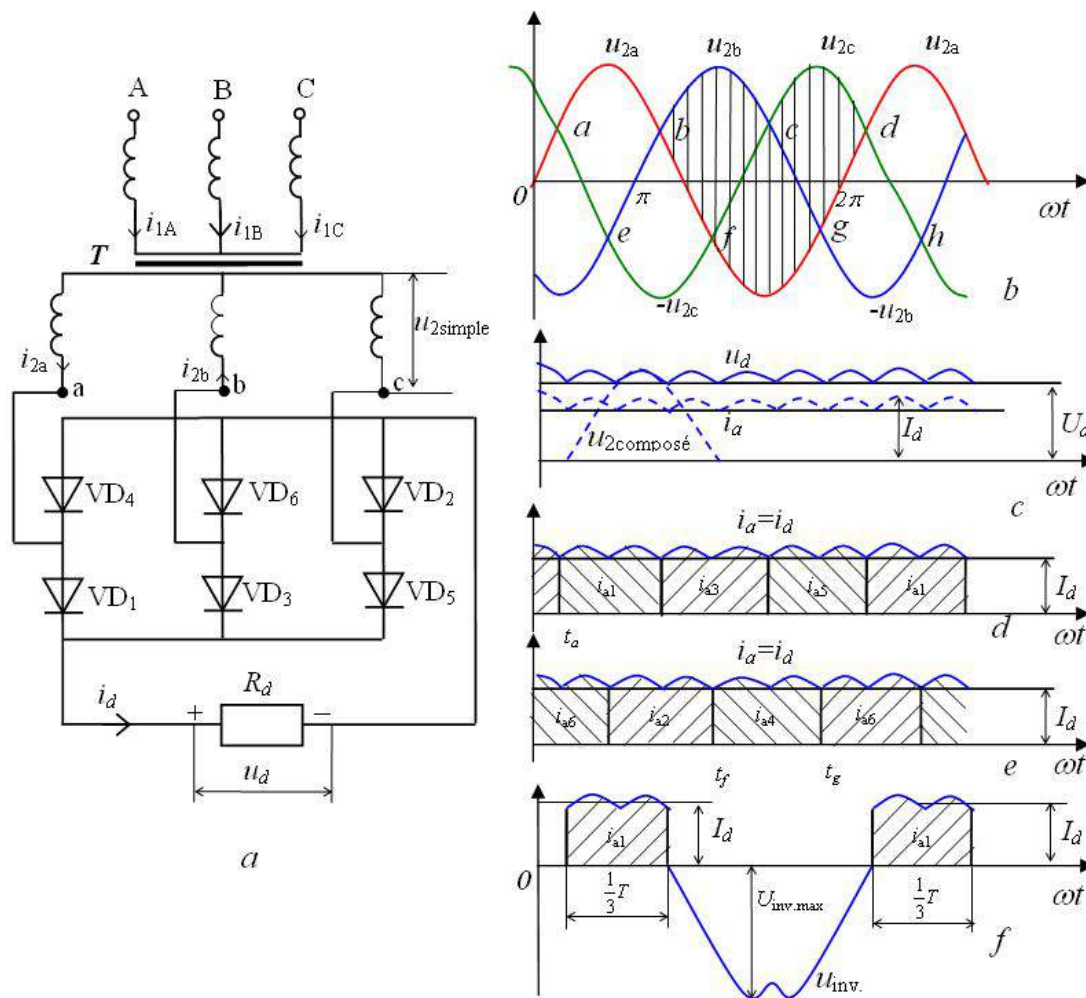 A B C
i1A i1B i1C
T
i2a i2b u2simple
a b c
VD4 VD6 VD2
VD1 VD3 VD5
id Rd
+ −
ud
a
u2a u2b u2c u2a
a b c d
0 π 2π ωt
e f g h
-u2c -u2b
b
ud
ia Id Ud
u2composé
ωt
c
ia=id
ia1 ia3 ia5 ia1 Id
ta d ωt
ia=id
ia6 ia2 ia4 ia6 Id
tf tg e ωt
ia1 Id ia1 Id
0 ωt
1/3 T Uinv.max 1/3 T
f
uinv.